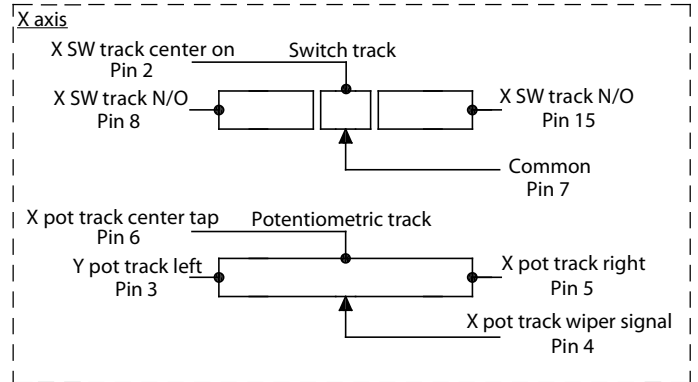 X axis
X SW track center on
Pin 2
Switch track
X SW track N/O
Pin 8
X SW track N/O
Pin 15
Common
Pin 7
X pot track center tap
Pin 6
Potentiometric track
Y pot track left
Pin 3
X pot track right
Pin 5
X pot track wiper signal
Pin 4